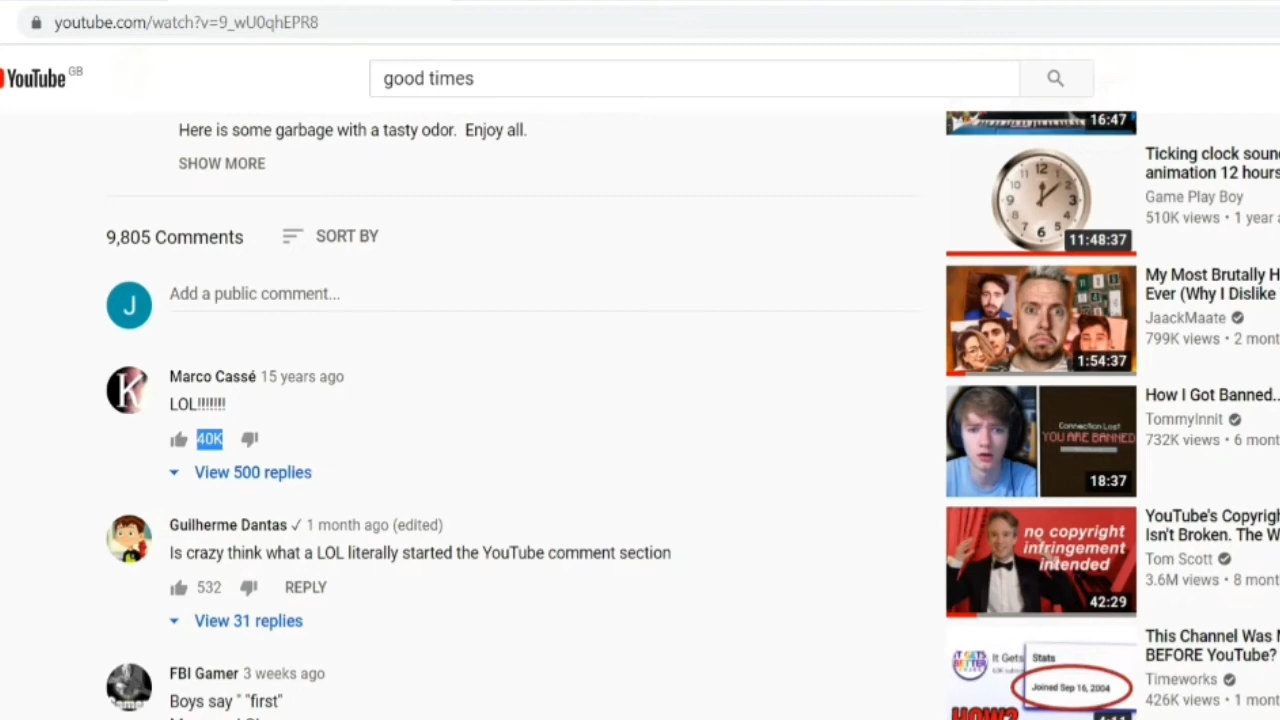 youtube.com/watch?v=9_wU0qhEPR8
YouTube GB
good times
Here is some garbage with a tasty odor. Enjoy all.
SHOW MORE
9,805 Comments
SORT BY
J
Add a public comment...
K
Marco Cassé 15 years ago
LOL!!!!!!!
40K
View 500 replies
Guilherme Dantas ✓ 1 month ago (edited)
Is crazy think what a LOL literally started the YouTube comment section
532
REPLY
View 31 replies
FBI Gamer 3 weeks ago
Boys say " "first"
16:47
11:48:37
Ticking clock soun
animation 12 hours
Game Play Boy
510K views • 1 year a
1:54:37
My Most Brutally H
Ever (Why I Dislike
JaackMaate
799K views • 2 mont
Connection Lost
YOU ARE BANNED
18:37
How I Got Banned..
TommyInnit
732K views • 6 mont
no copyright
infringement
intended
42:29
YouTube's Copyrigh
Isn't Broken. The W
Tom Scott
3.6M views • 8 mont
IT GETS
BETTER
It Gets
Stats
Joined Sep 16, 2004
HOW?
This Channel Was M
BEFORE YouTube?
Timeworks
426K views • 1 mont